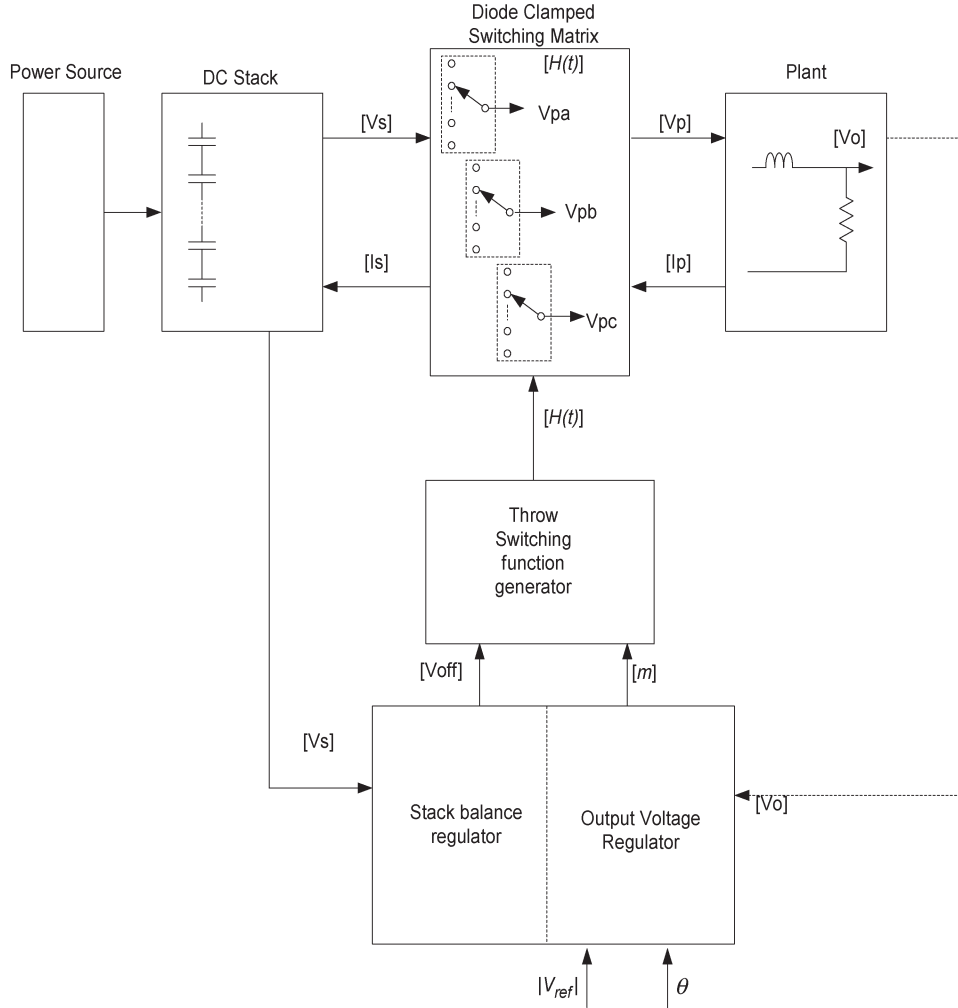 Diode Clamped
Switching Matrix
Power Source
DC Stack
[H(t)]
Plant
Vpa
[Vs]
[Vp]
[Vo]
Vpb
[Is]
[Ip]
Vpc
[H(t)]
Throw
Switching
function
generator
[Voff]
[m]
[Vs]
Stack balance
regulator
Output Voltage
Regulator
[Vo]
|Vref|
θ